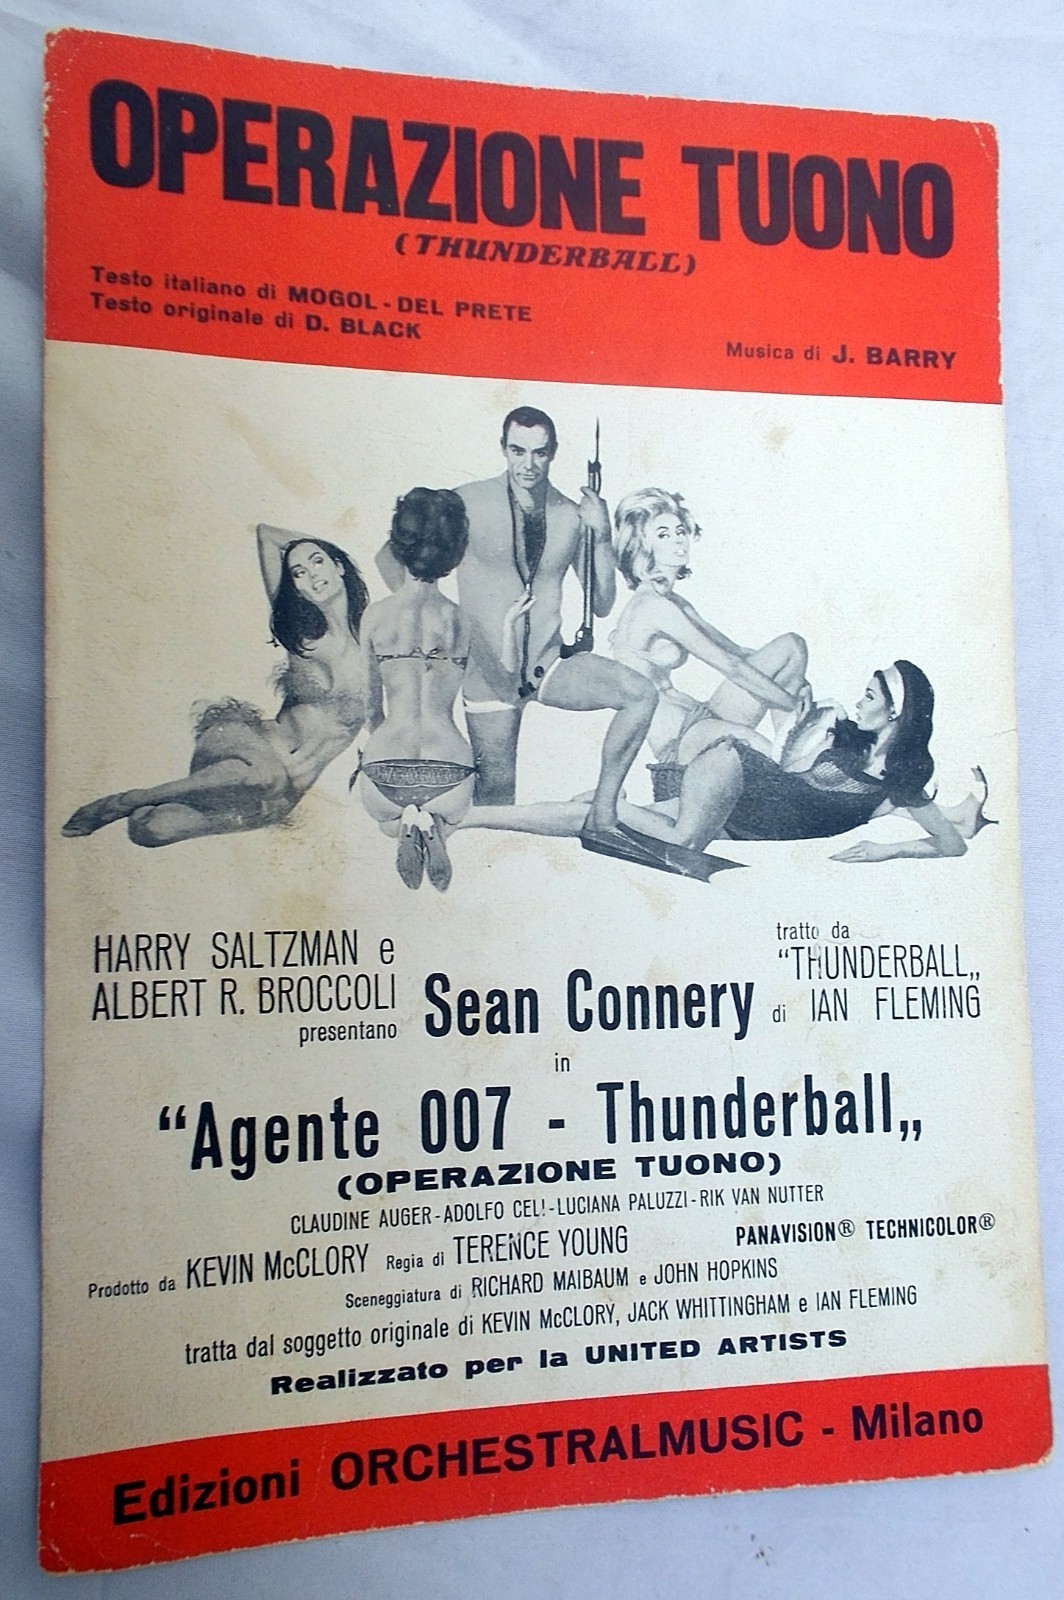 OPERAZIONE TUONO
(THUNDERBALL)
Testo italiano di MOGOL - DEL PRETE
Testo originale di D. BLACK
Musica di J. BARRY
HARRY SALTZMAN e
ALBERT R. BROCCOLI
presentano
Sean Connery
tratto da
“THUNDERBALL„
di IAN FLEMING
in
“Agente 007 - Thunderball„
(OPERAZIONE TUONO)
CLAUDINE AUGER - ADOLFO CELI - LUCIANA PALUZZI - RIK VAN NUTTER
PANAVISION® TECHNICOLOR®
Prodotto da KEVIN McCLORY Regia di TERENCE YOUNG
Sceneggiatura di RICHARD MAIBAUM e JOHN HOPKINS
tratta dal soggetto originale di KEVIN McCLORY, JACK WHITTINGHAM e IAN FLEMING
Realizzato per la UNITED ARTISTS
Edizioni ORCHESTRALMUSIC - Milano